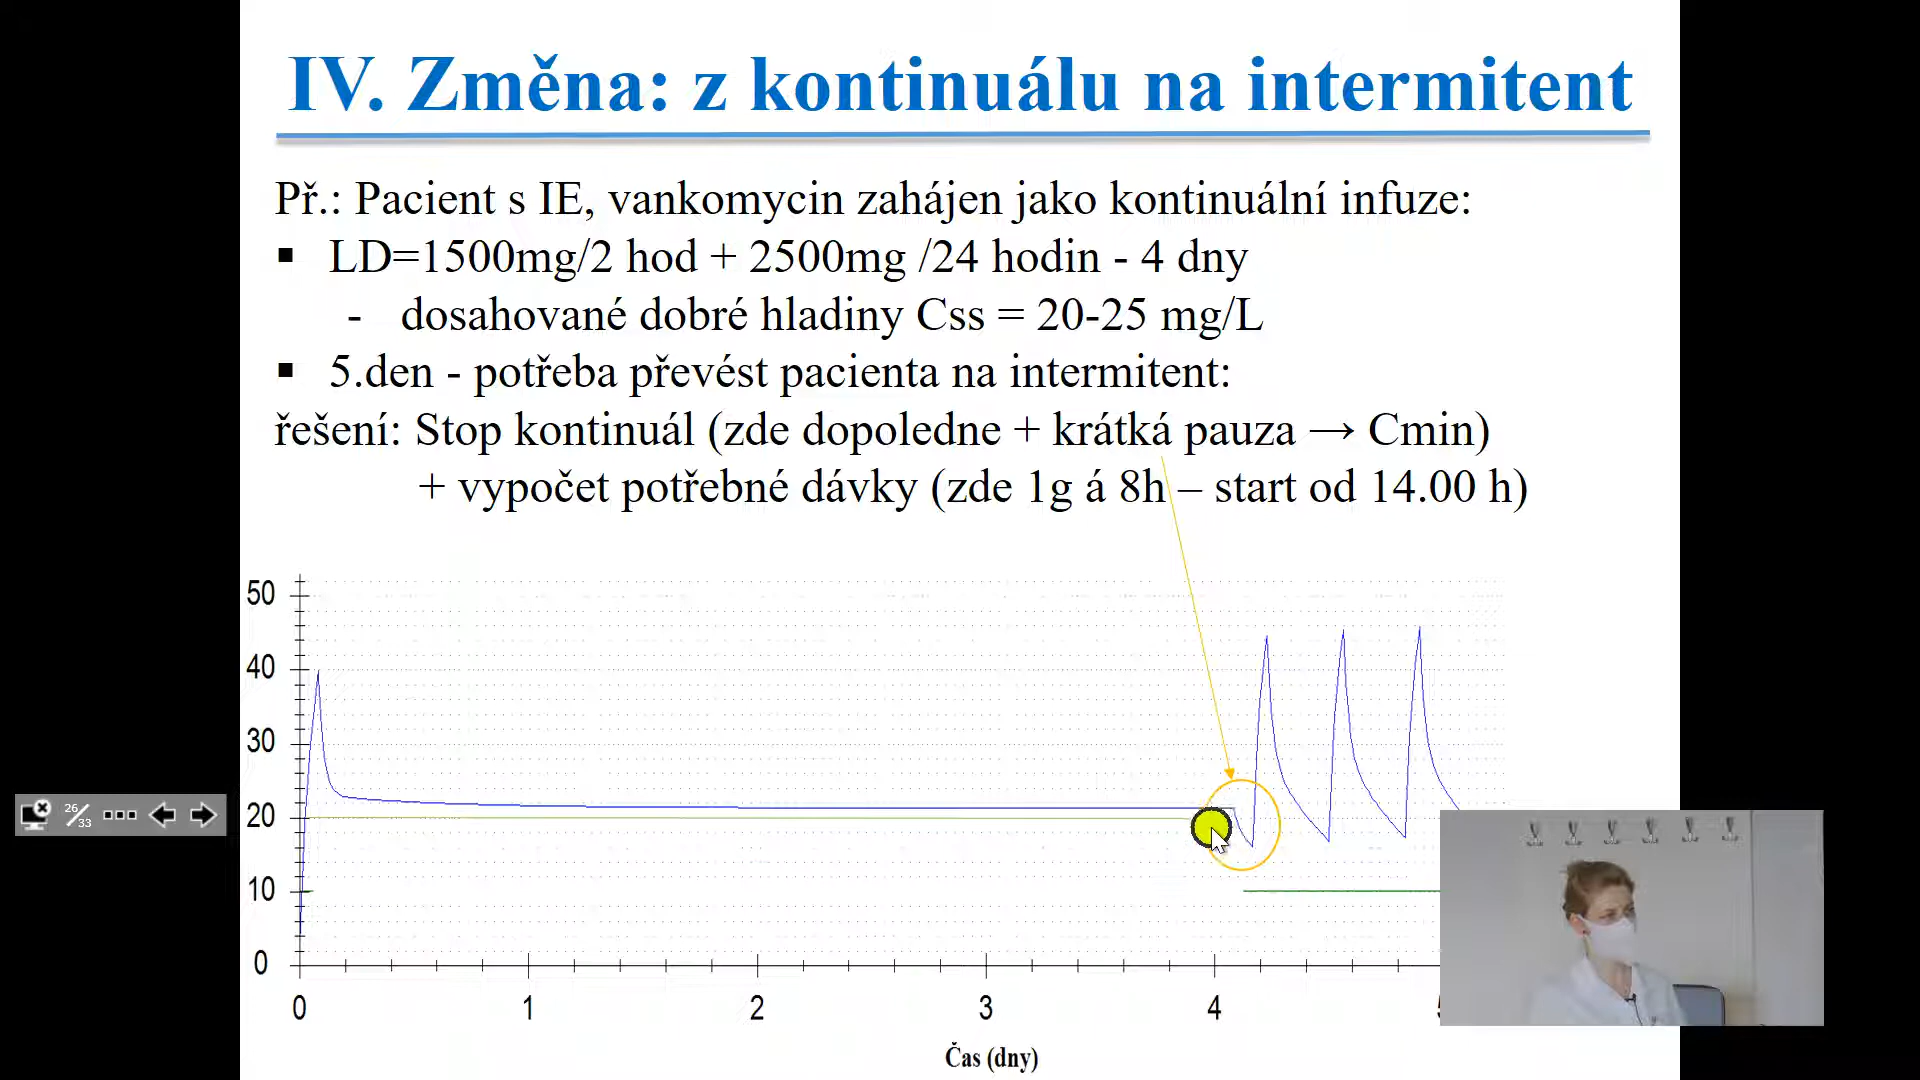 IV. Změna: z kontinuálu na intermitent
Př.: Pacient s IE, vankomycin zahájen jako kontinuální infuze:
▪ LD=1500mg/2 hod + 2500mg /24 hodin - 4 dny
- dosahované dobré hladiny Css = 20-25 mg/L
▪ 5.den - potřeba převést pacienta na intermitent:
řešení: Stop kontinuál (zde dopoledne + krátká pauza → Cmin)
+ vypočet potřebné dávky (zde 1g á 8h – start od 14.00 h)
50
40
30
20
10
0
0 1 2 3 4
Čas (dny)
26/33